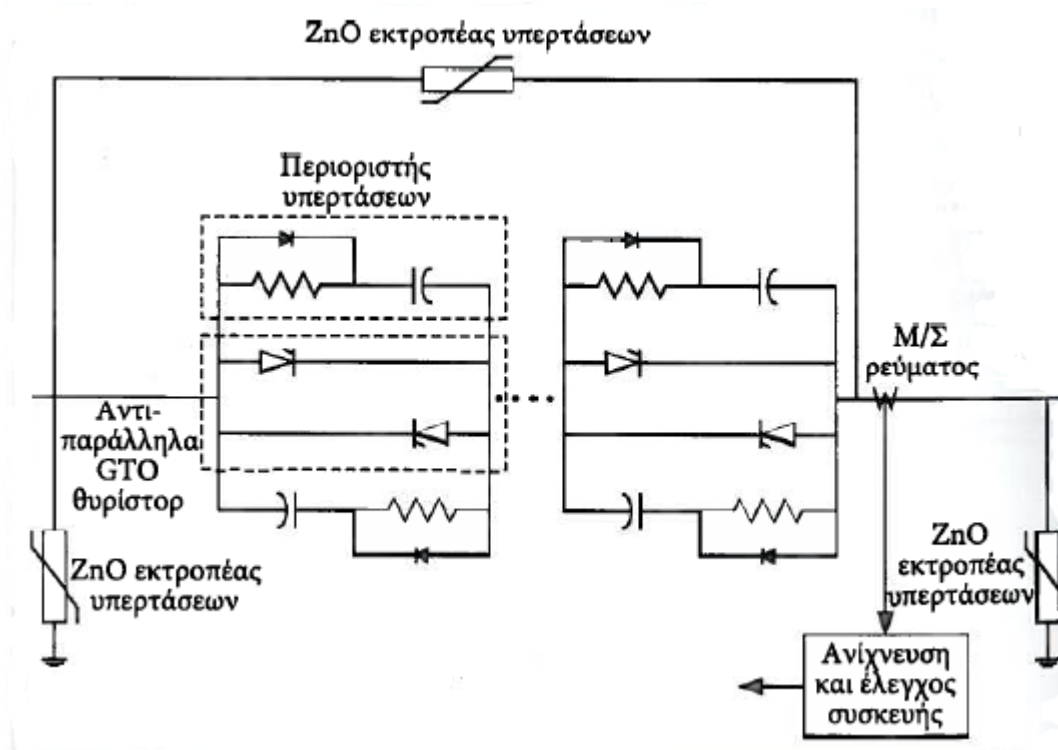 ZnO εκτροπέας υπερτάσεων
Περιοριστής
υπερτάσεων
Μ/Σ
ρεύματος
Αντι-
παράλληλα
GTO
θυρίστορ
ZnO εκτροπέας
υπερτάσεων
ZnO
εκτροπέας
υπερτάσεων
Ανίχνευση
και έλεγχος
συσκευής